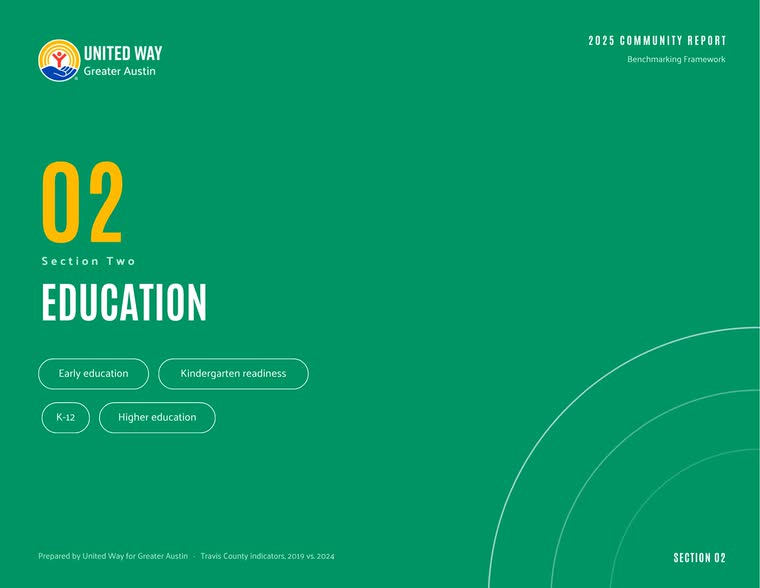 UNITED WAY
Greater Austin
2025 COMMUNITY REPORT
Benchmarking Framework
02
Section Two
EDUCATION
Early education
Kindergarten readiness
K-12
Higher education
Prepared by United Way for Greater Austin · Travis County indicators, 2019 vs. 2024
SECTION 02